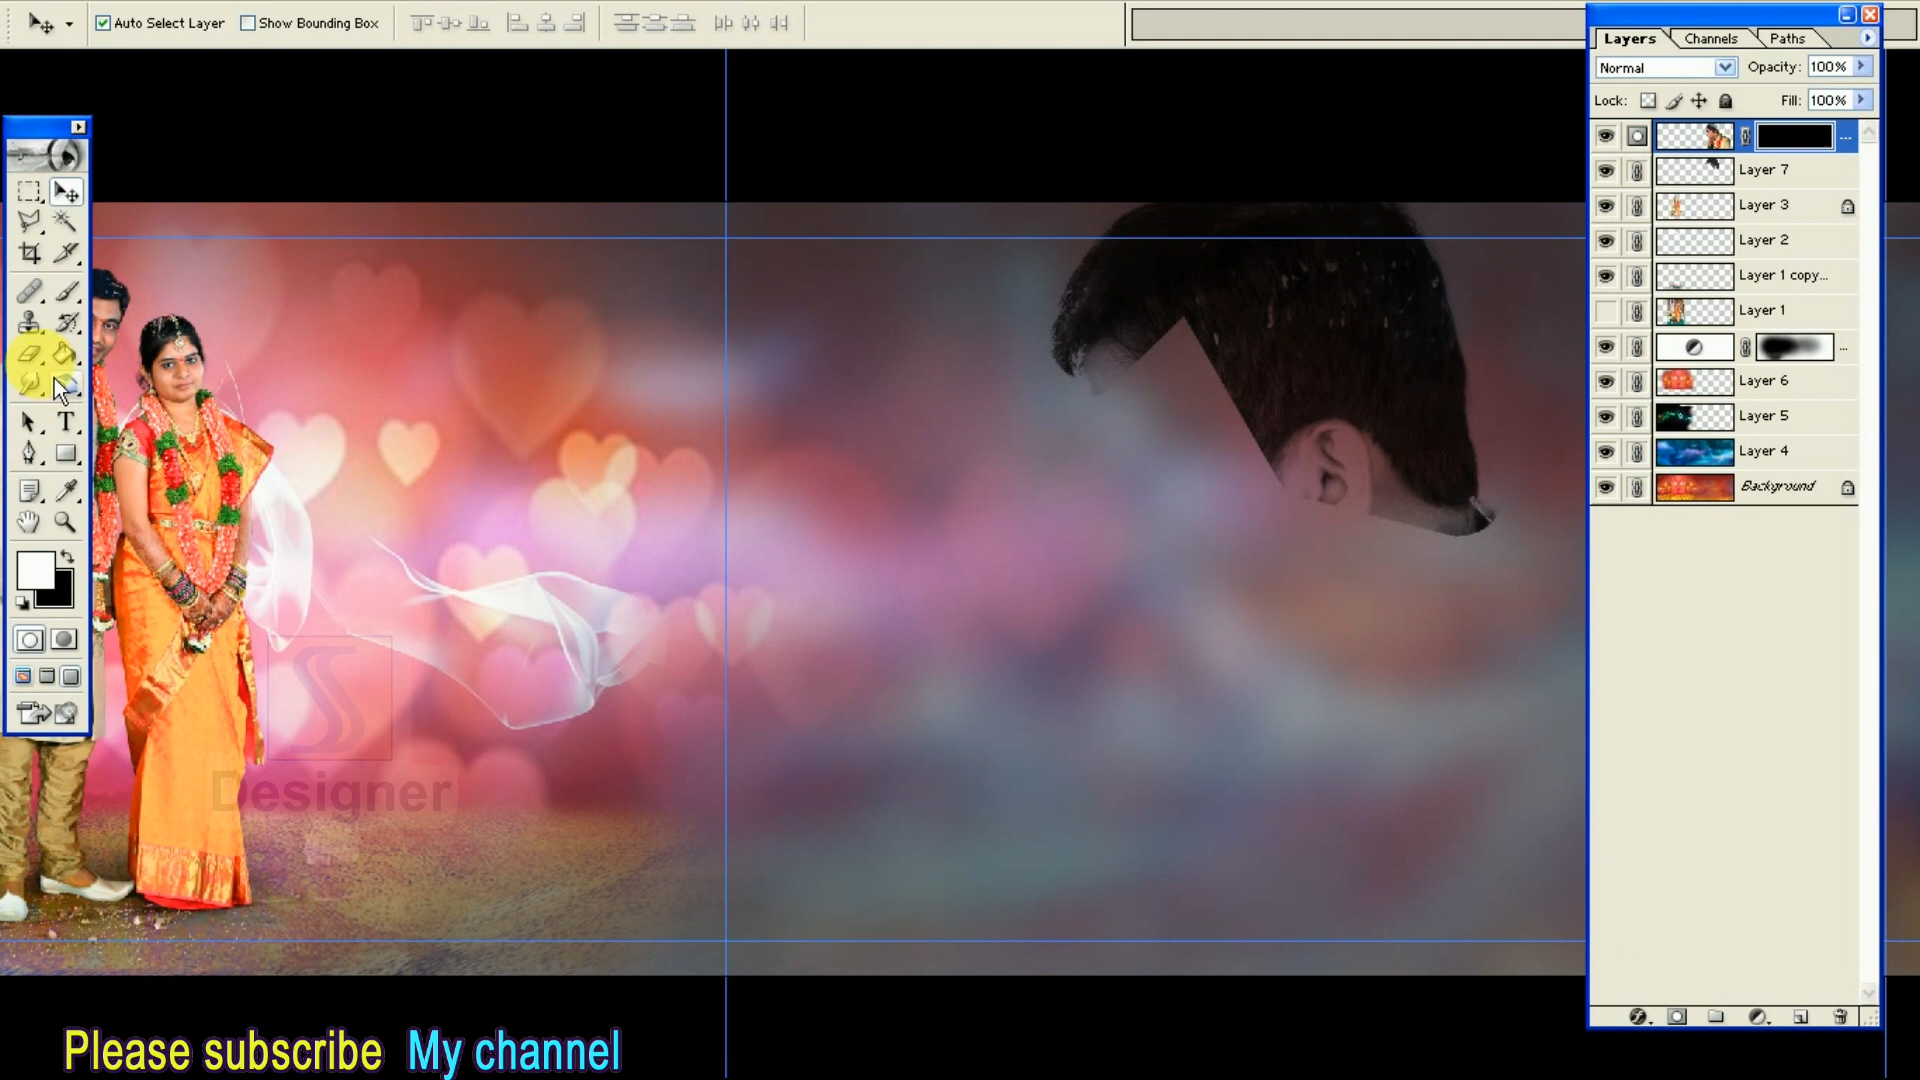 Auto Select Layer Show Bounding Box
Layers Channels Paths
Normal Opacity: 100%
Lock: Fill: 100%
...
Layer 7
Layer 3
Layer 2
Layer 1 copy...
Layer 1
...
Layer 6
Layer 5
Layer 4
Background
T
Designer
Please subscribe My channel